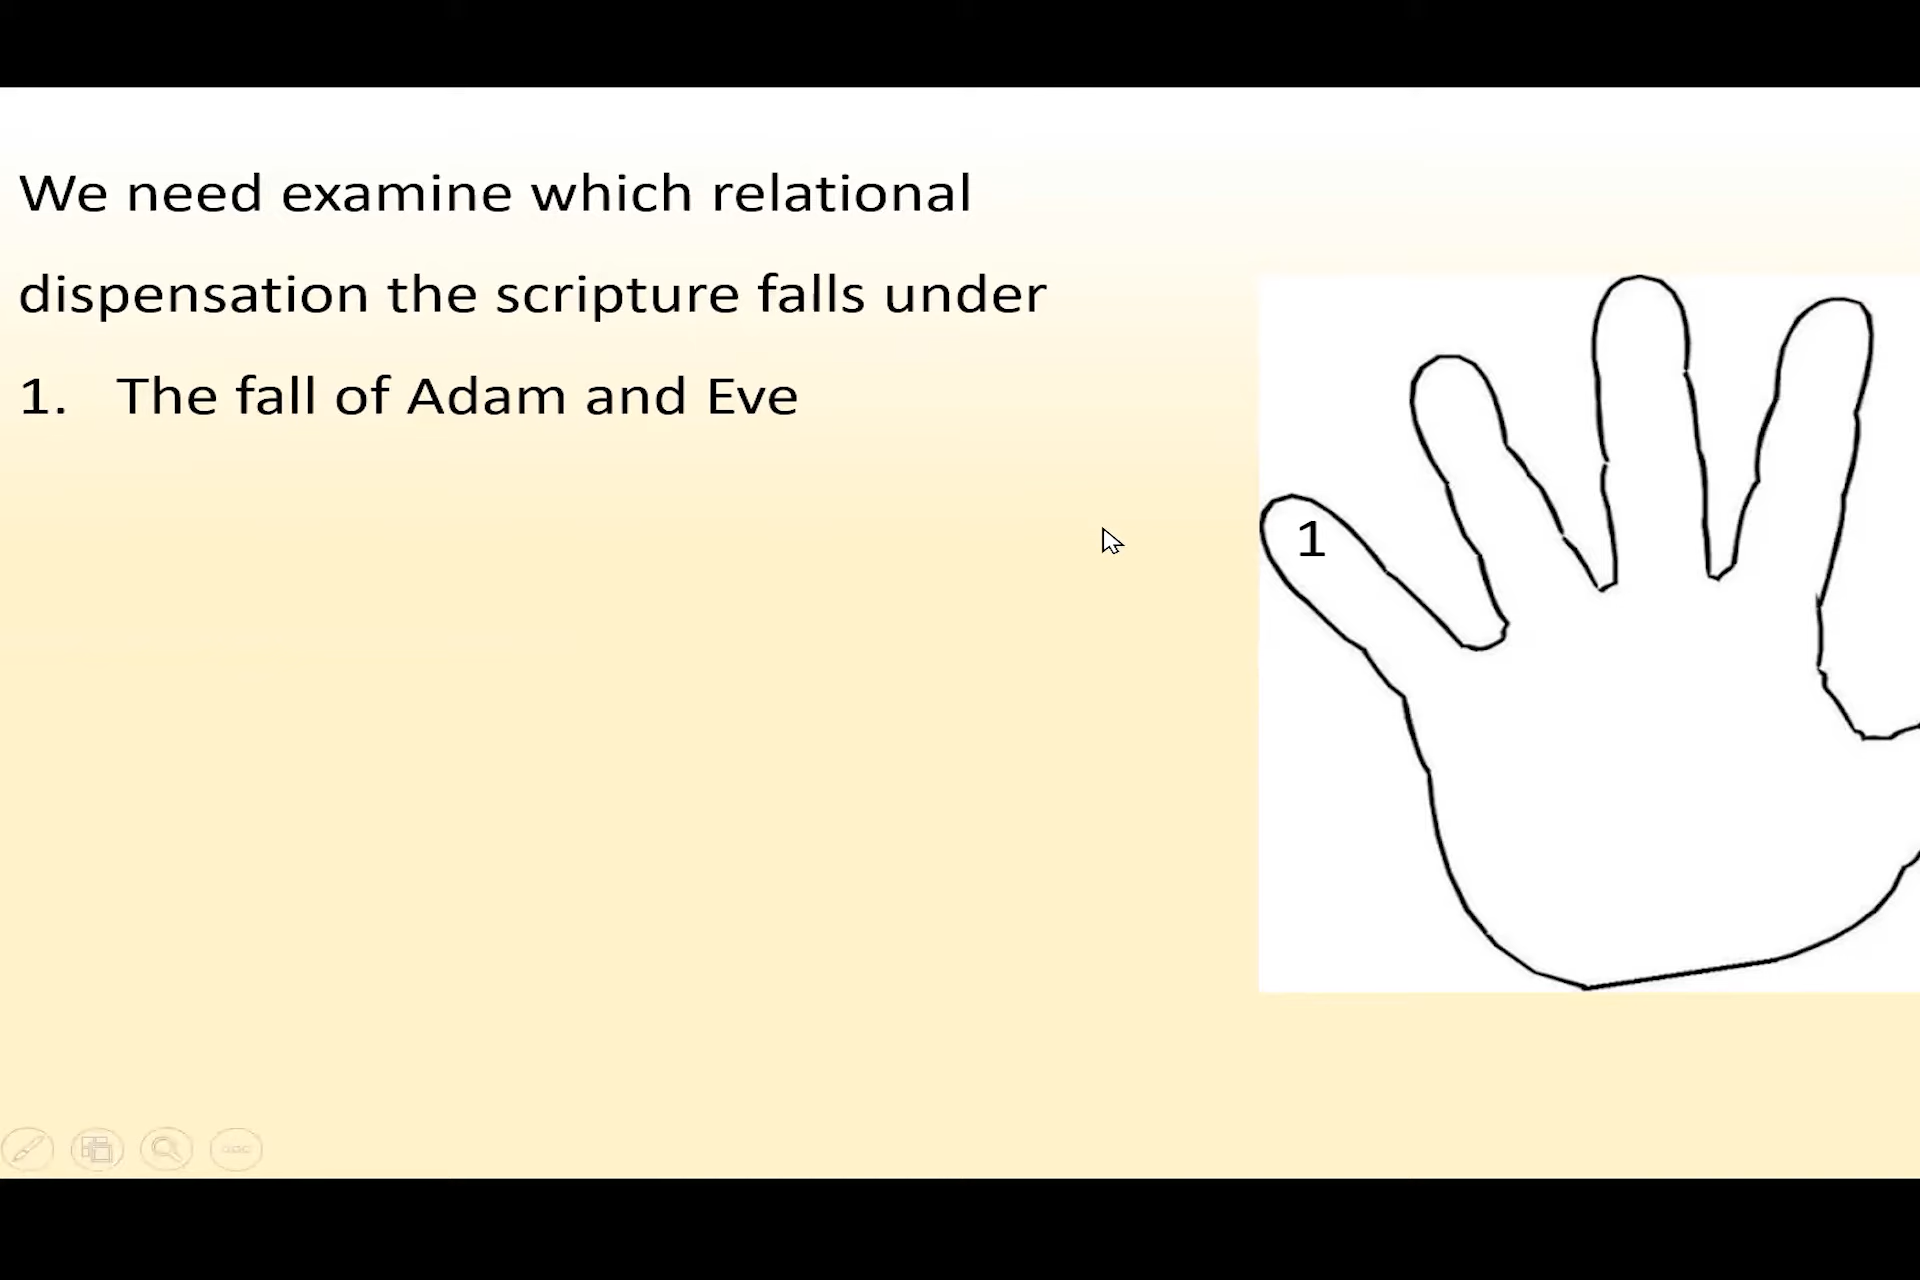 We need examine which relational
dispensation the scripture falls under
1. The fall of Adam and Eve
1